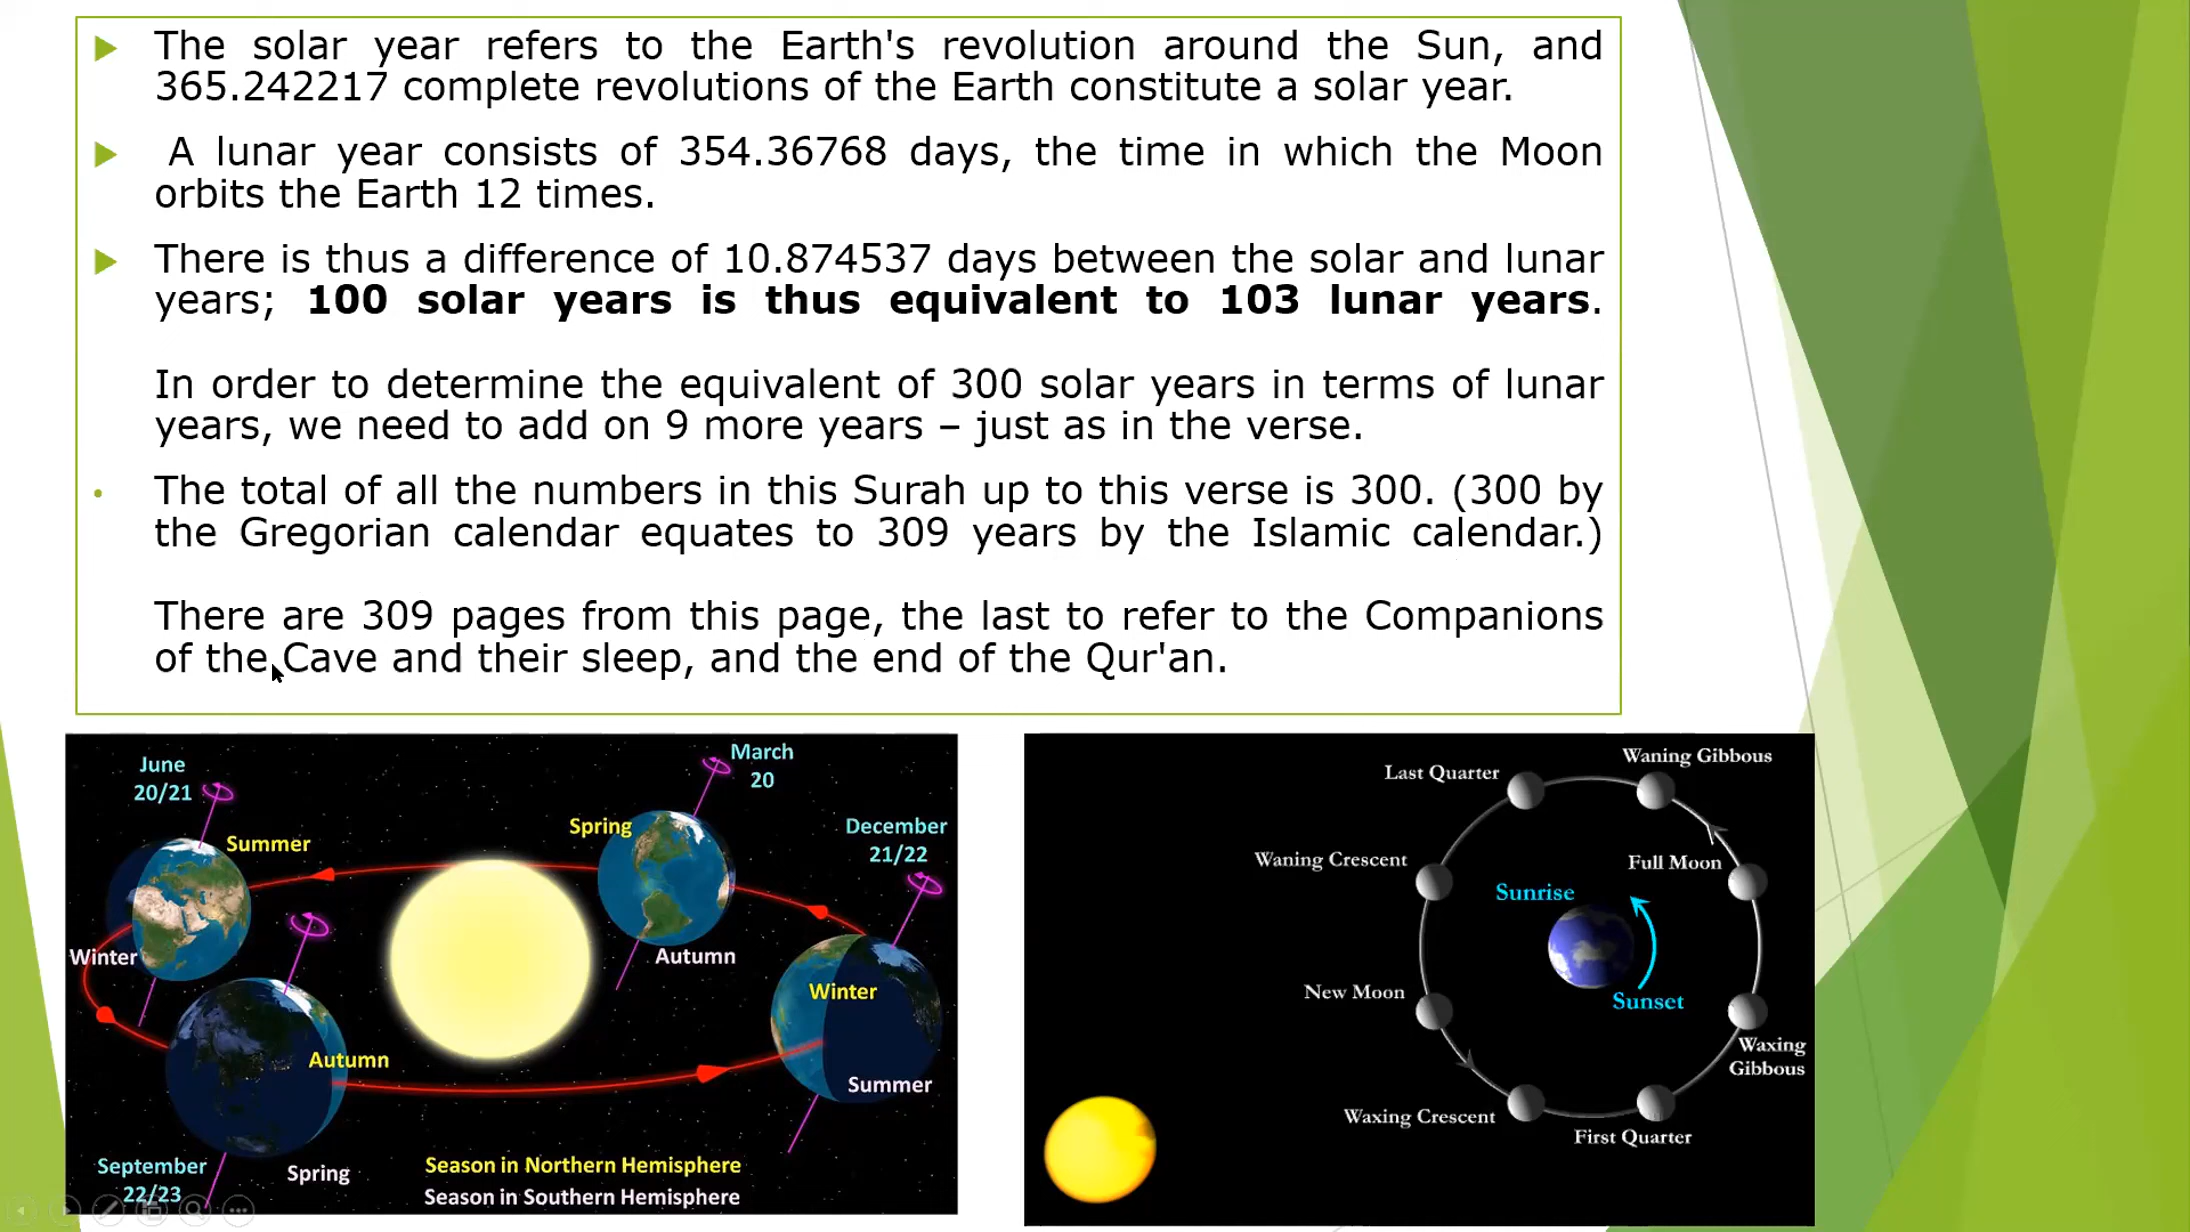 The solar year refers to the Earth's revolution around the Sun, and
365.242217 complete revolutions of the Earth constitute a solar year.
A lunar year consists of 354.36768 days, the time in which the Moon
orbits the Earth 12 times.
There is thus a difference of 10.874537 days between the solar and lunar
years; 100 solar years is thus equivalent to 103 lunar years.
In order to determine the equivalent of 300 solar years in terms of lunar
years, we need to add on 9 more years – just as in the verse.
The total of all the numbers in this Surah up to this verse is 300. (300 by
the Gregorian calendar equates to 309 years by the Islamic calendar.)
There are 309 pages from this page, the last to refer to the Companions
of the Cave and their sleep, and the end of the Qur'an.
June
20/21
Summer
Winter
March
20
Spring
Autumn
December
21/22
Winter
Summer
Autumn
September
22/23
Spring
Season in Northern Hemisphere
Season in Southern Hemisphere
Waning Gibbous
Last Quarter
Waning Crescent
Full Moon
Sunrise
New Moon
Sunset
Waxing
Gibbous
Waxing Crescent
First Quarter